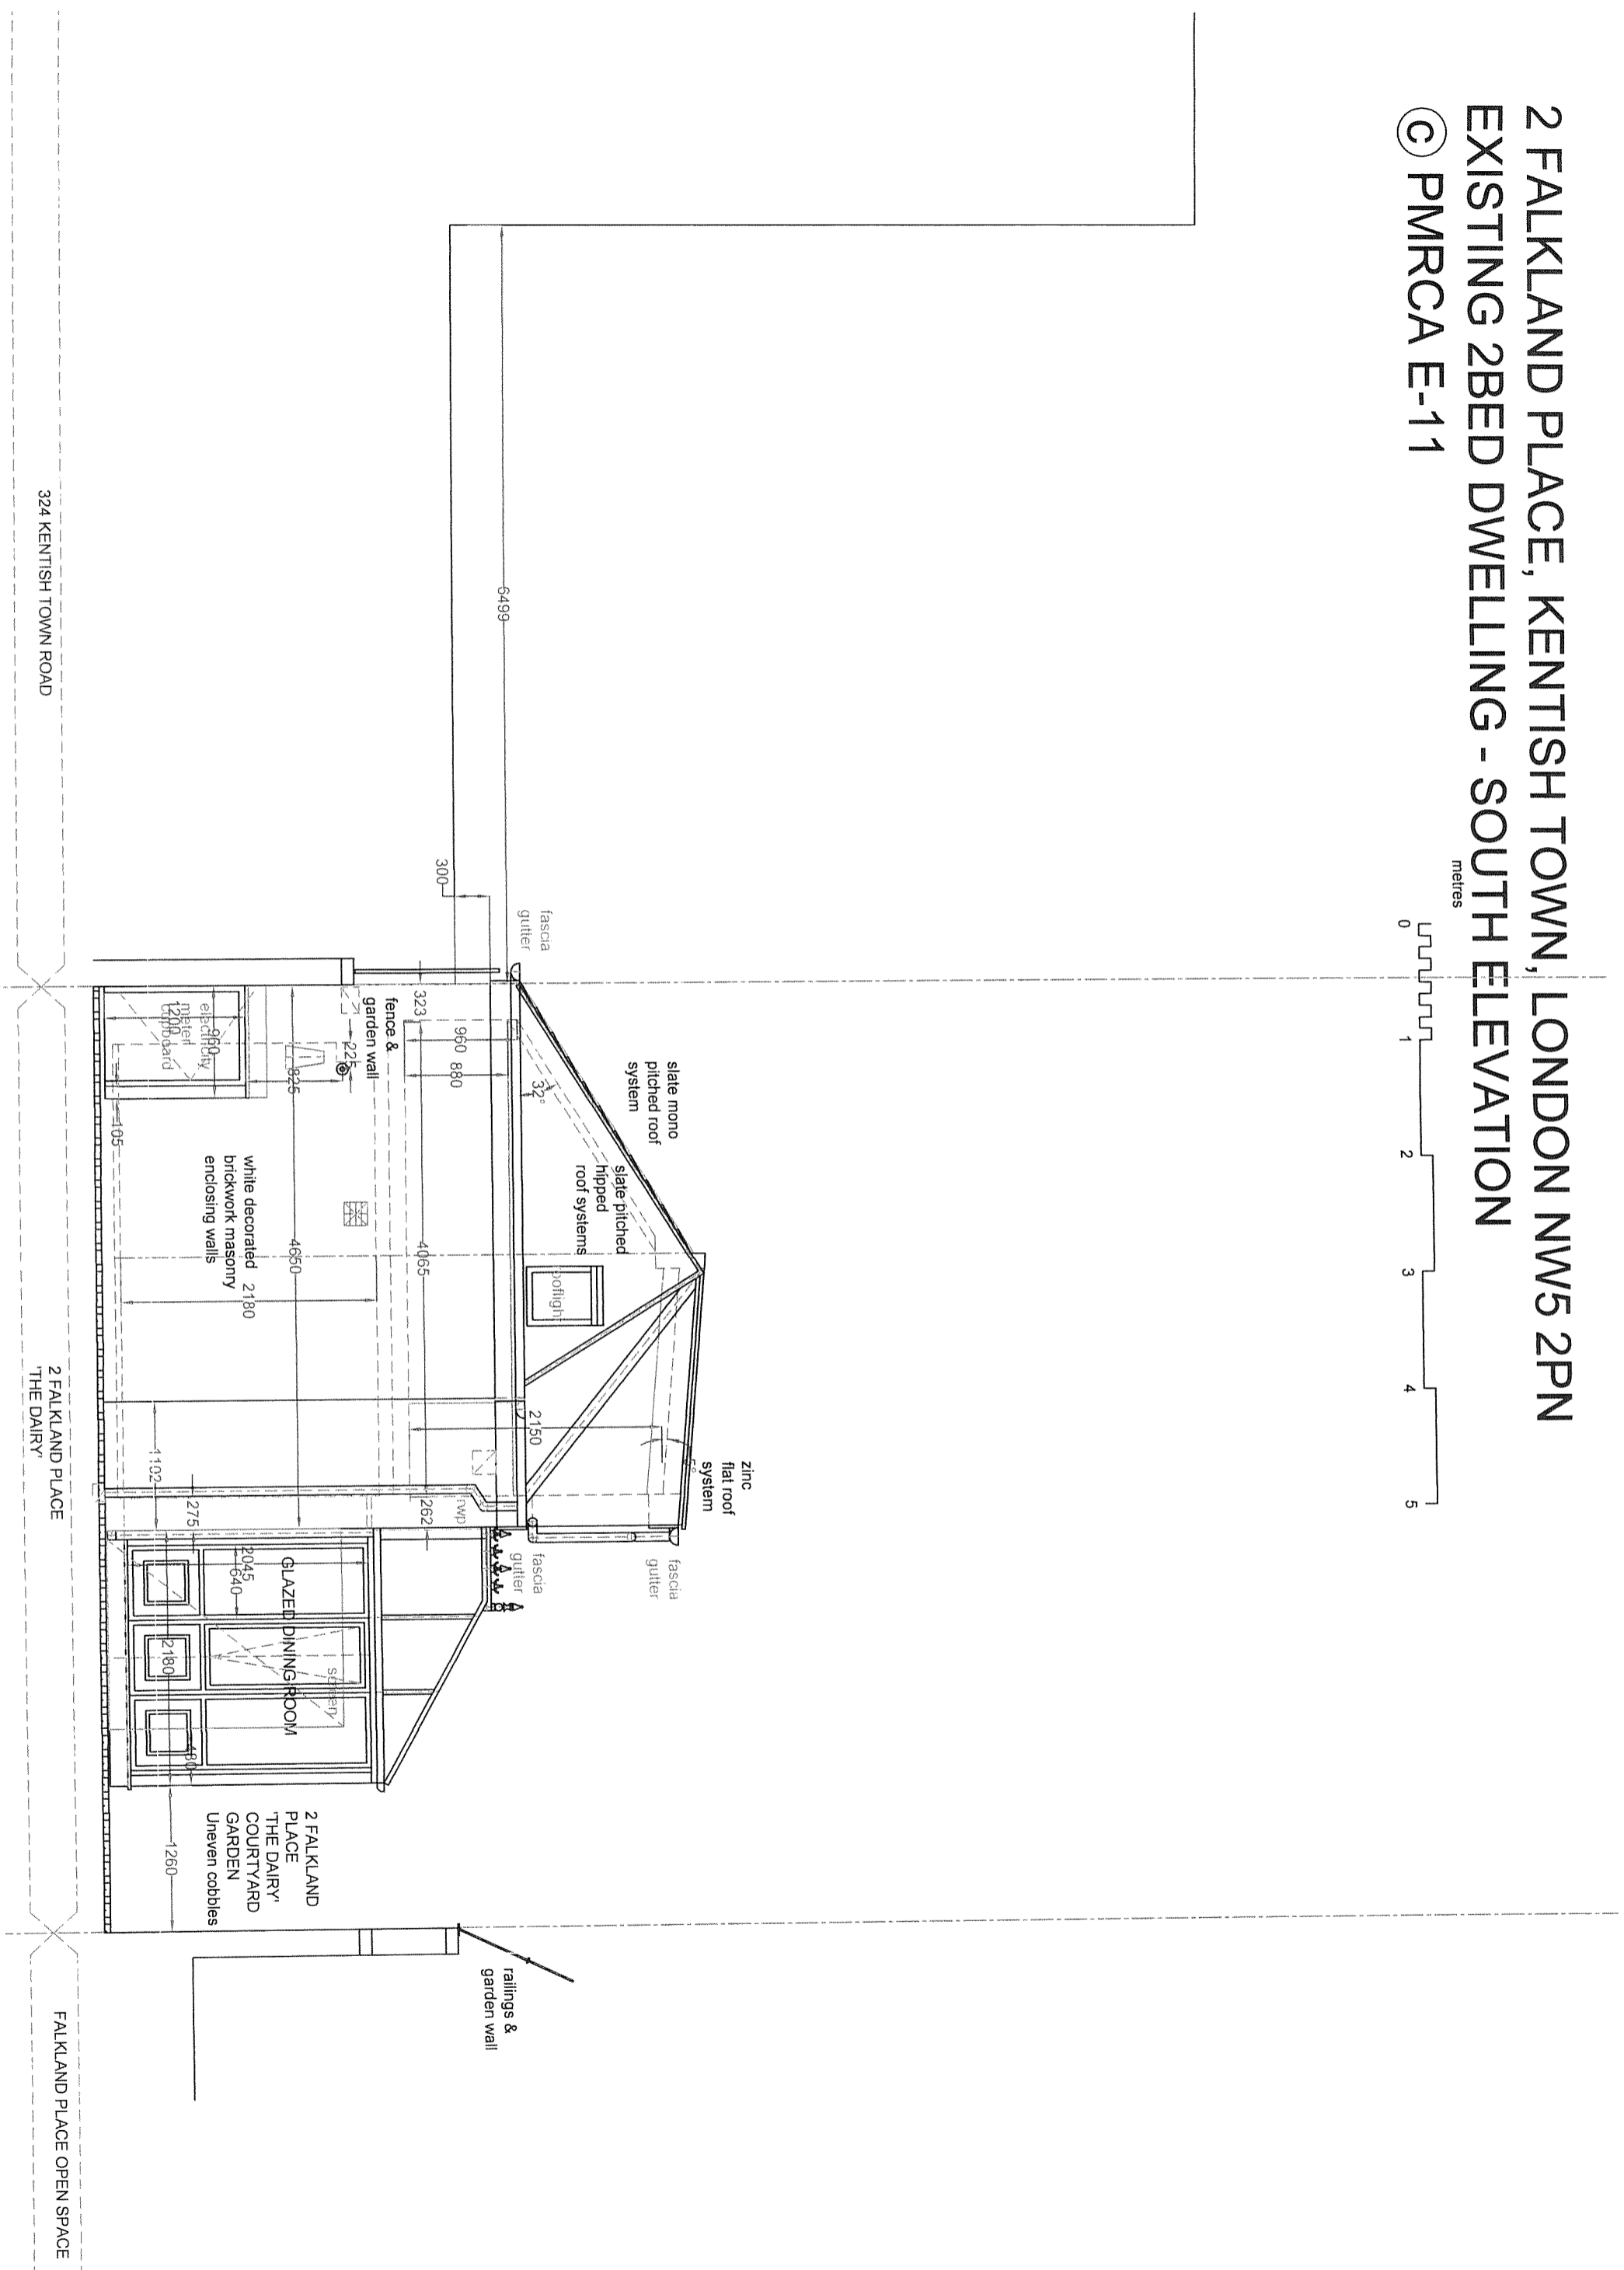 2 FALKLAND PLACE, KENTISH TOWN, LONDON NW5 2PN
EXISTING 2BED DWELLING - SOUTH ELEVATION
© PMRCA E-11
metres
0
1
2
3
4
5
zinc
flat roof
system
slate mono
pitched roof
system
slate pitched
hipped
roof systems
5°
fascia
gutter
fascia
gutter
fascia
gutter
2150
32°
6499
300
railings &
garden wall
960
880
rwp
323
4065
262
fence &
garden wall
225
825
4650
screen
GLAZED DINING ROOM
2 FALKLAND
PLACE
'THE DAIRY'
COURTYARD
GARDEN
Uneven cobbles
white decorated
brickwork masonry
enclosing walls
2180
2045
640
electricity
meter
cupboard
960
1200
275
480
2180
1260
1102
105
324 KENTISH TOWN ROAD
2 FALKLAND PLACE
'THE DAIRY'
FALKLAND PLACE OPEN SPACE